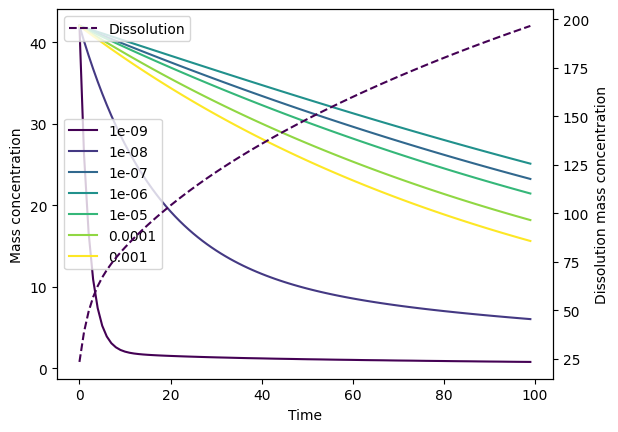 Dissolution
1e-09
1e-08
1e-07
1e-06
1e-05
0.0001
0.001
Mass concentration
40
30
20
10
0
0
20
40
60
80
100
Time
200
175
150
125
100
75
50
25
Dissolution mass concentration